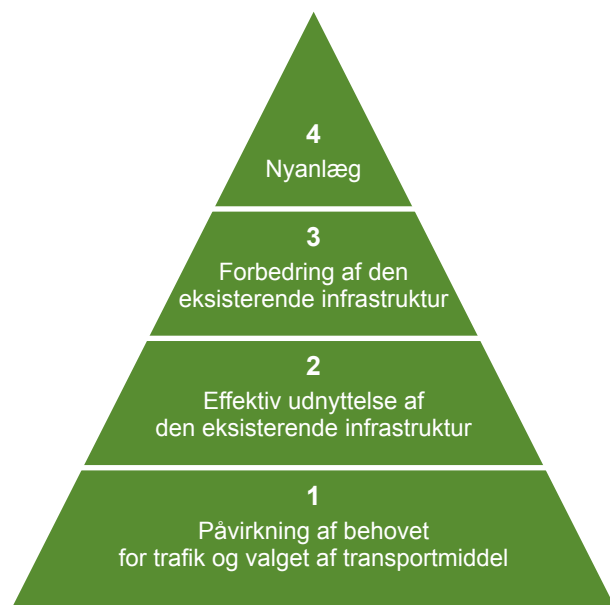 4
Nyanlæg
3
Forbedring af den
eksisterende infrastruktur
2
Effektiv udnyttelse af
den eksisterende infrastruktur
1
Påvirkning af behovet
for trafik og valget af transportmiddel